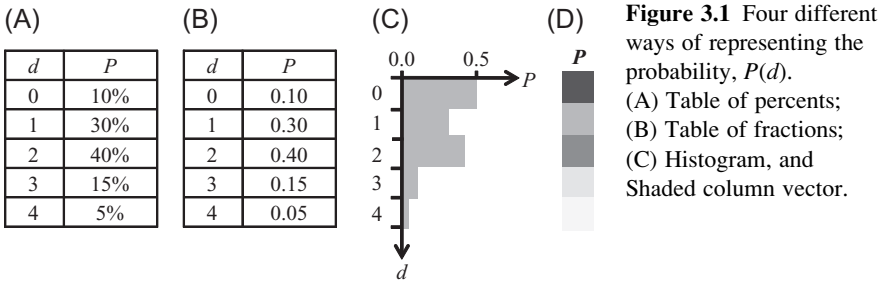 (A)
d P
0 10%
1 30%
2 40%
3 15%
4 5%
(B)
d P
0 0.10
1 0.30
2 0.40
3 0.15
4 0.05
(C)
0.0 0.5
P
0
1
2
3
4
d
(D)
P
Figure 3.1 Four different
ways of representing the
probability, P(d).
(A) Table of percents;
(B) Table of fractions;
(C) Histogram, and
Shaded column vector.